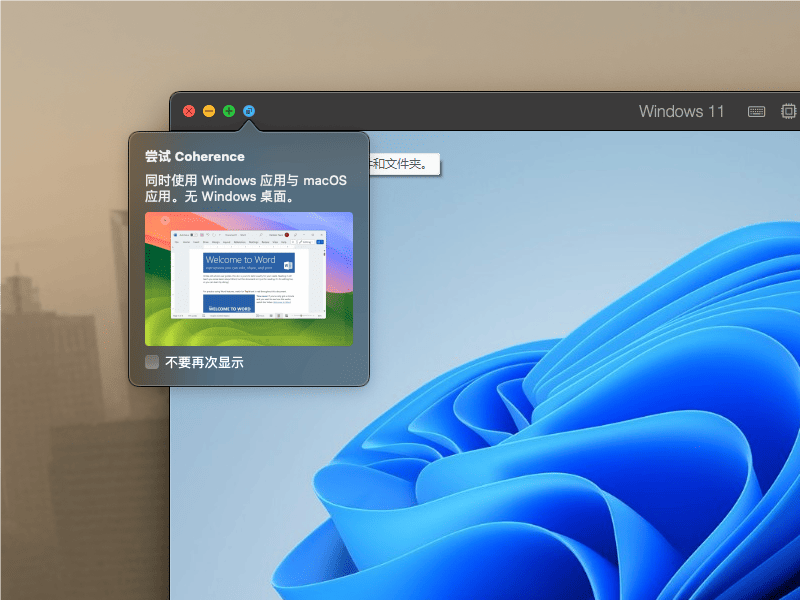 Windows 11
尝试 Coherence
件和文件夹。
同时使用 Windows 应用与 macOS
应用。无 Windows 桌面。
Welcome to Word
WELCOME TO WORD
不要再次显示